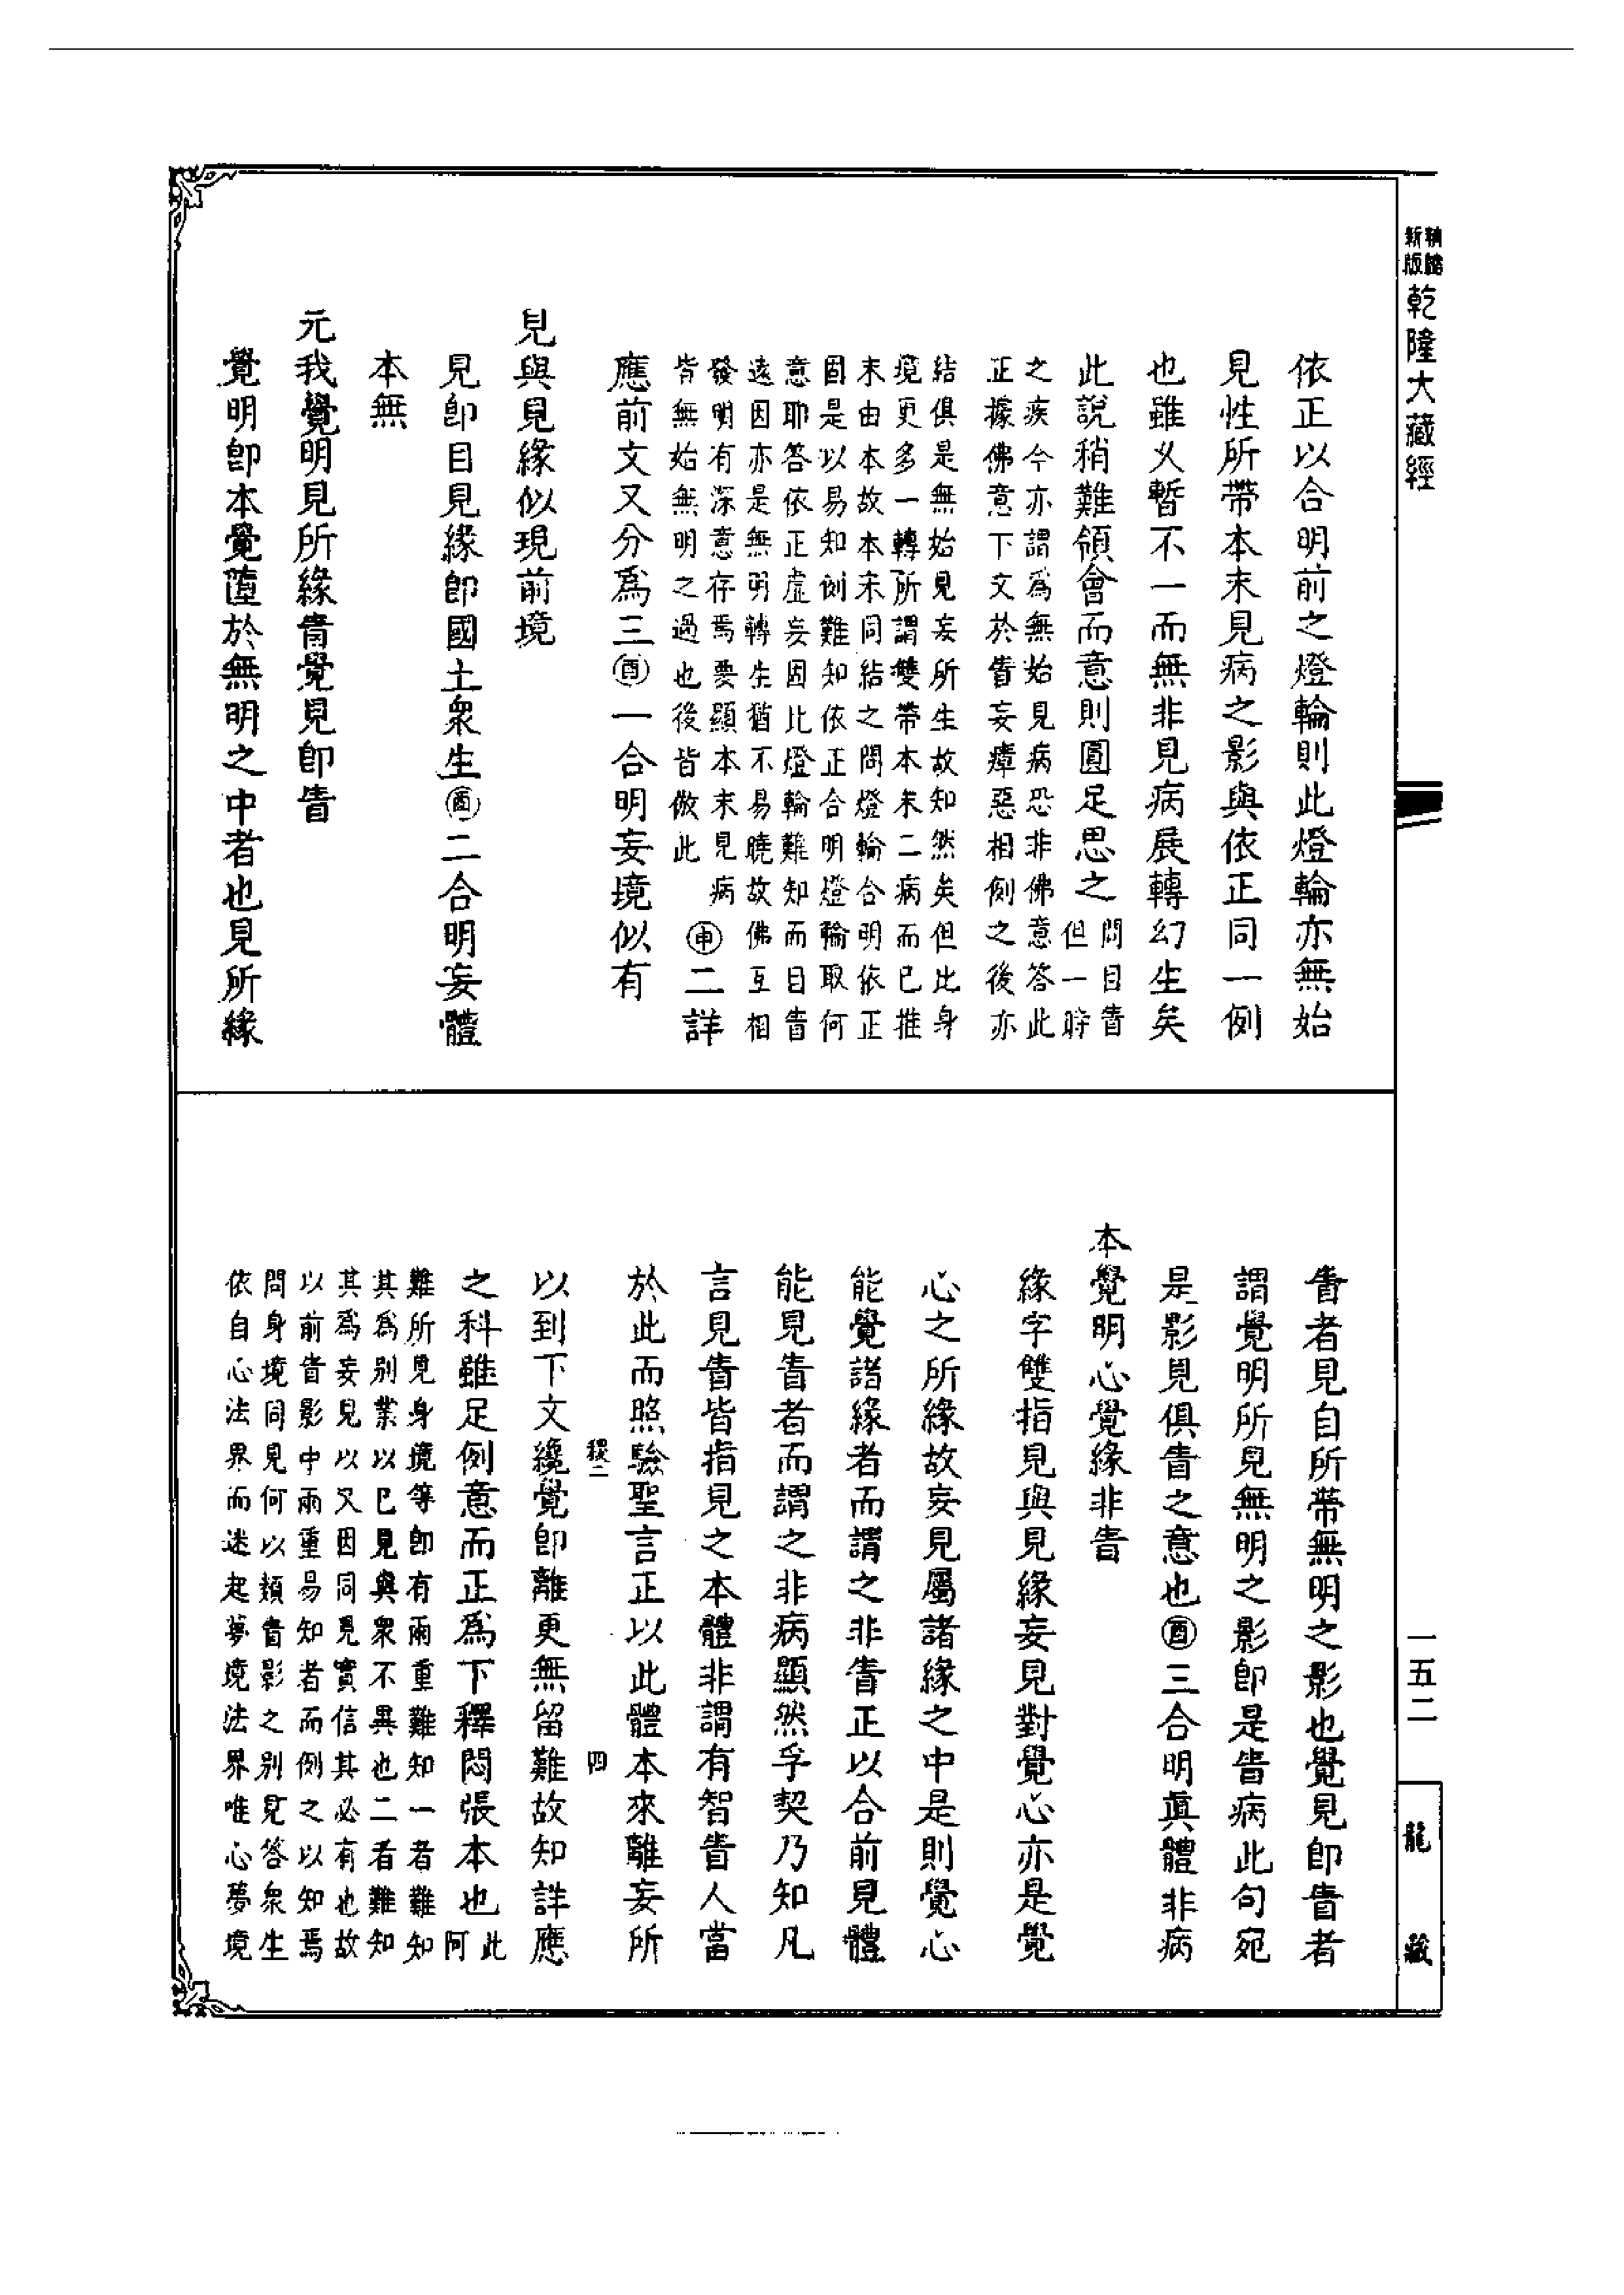 新版
精縮
乾隆大藏經
依正以合明前之燈輪則此燈輪亦無始
見性所帶本末見病之影與依正同一例
也雖乂暫不一而無非見病展轉幻生矣
此說稍難領會而意則圓足思之
問目眚
但一時
之疾今亦謂爲無始見病恐非佛意答此
正據佛意下文於眚妄瘴惡相例之後亦
結俱是無始見妄所生故知然矣但此身
境更多一轉所謂雙帶本末二病而已推
末由本故本末同結之問燈輪合明依正
固是以易知例難知依正合明燈輪取何
意耶答依正虛妄因比燈輪難知而目眚
遠因亦是無明轉生猶不易曉故佛互相
發明有深意存焉要顯本末見病
皆無始無明之過也後皆倣此
㊥二詳
應前文又分爲三酉一合明妄境似有
見與見緣似現前境
見卽目見緣卽國土衆生酉二合明妄體
本無
元我覺明見所緣眚覺見卽眚
覺明卽本覺墮於無明之中者也見所緣
眚者見自所帶無明之影也覺見卽眚者
謂覺明所見無明之影卽是眚病此句宛
是影見俱眚之意也酉三合明眞體非病
本覺明心覺緣非眚
緣字雙指見與見緣妄見對覺心亦是覺
心之所緣故妄見屬諸緣之中是則覺心
能覺諸緣者而謂之非眚正以合前見體
能見眚者而謂之非病顯然孚契乃知凡
言見眚皆指見之本體非謂有智眚人當
於此而照驗聖言正以此體本來離妄所
四
以到下文纔覺卽離更無留難故知詳應
之科雖足例意而正爲下釋悶張本也
此
阿
難所見身境等卽有兩重難知一者難知
其爲別業以已見與衆不異也二者難知
其爲妄見以又因同見實信其必有也故
以前眚影中兩重易知者而例之以知焉
問身境同見何以類眚影之別見答衆生
依自心法界而迷起夢境法界唯心夢境
一五二
龍藏